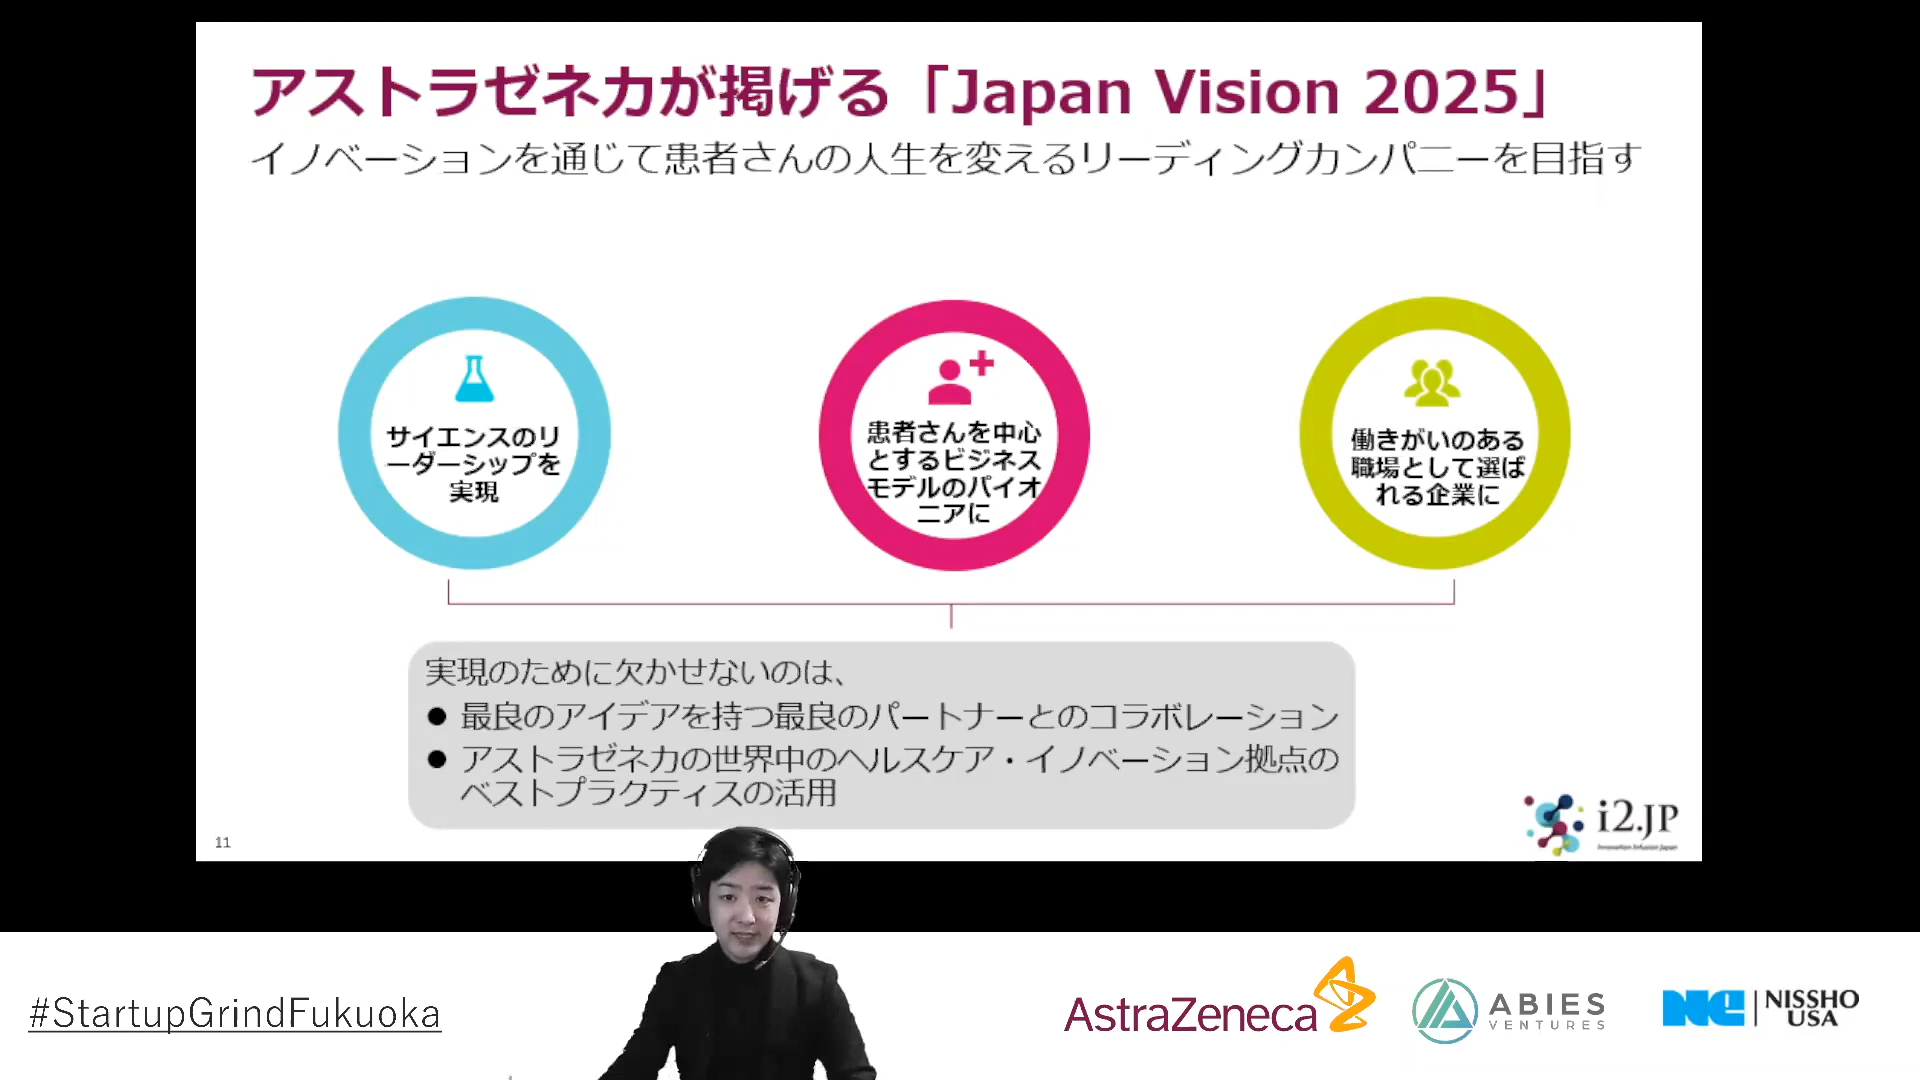 アストラゼネカが掲げる「Japan Vision 2025」
イノベーションを通じて患者さんの人生を変えるリーディングカンパニーを目指す
サイエンスのリ
ーダーシップを
実現
患者さんを中心
とするビジネス
モデルのパイオ
ニアに
働きがいのある
職場として選ば
れる企業に
実現のために欠かせないのは、
● 最良のアイデアを持つ最良のパートナーとのコラボレーション
● アストラゼネカの世界中のヘルスケア・イノベーション拠点の
ベストプラクティスの活用
11
i2.JP
Innovation Infusion Japan
#StartupGrindFukuoka
AstraZeneca
ABIES
VENTURES
NISSHO
USA